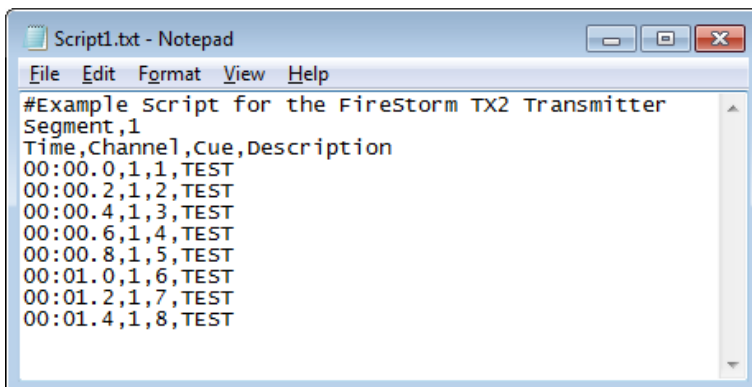 Script1.txt - Notepad
File Edit Format View Help
#Example Script for the FireStorm TX2 Transmitter
Segment,1
Time,Channel,Cue,Description
00:00.0,1,1,TEST
00:00.2,1,2,TEST
00:00.4,1,3,TEST
00:00.6,1,4,TEST
00:00.8,1,5,TEST
00:01.0,1,6,TEST
00:01.2,1,7,TEST
00:01.4,1,8,TEST